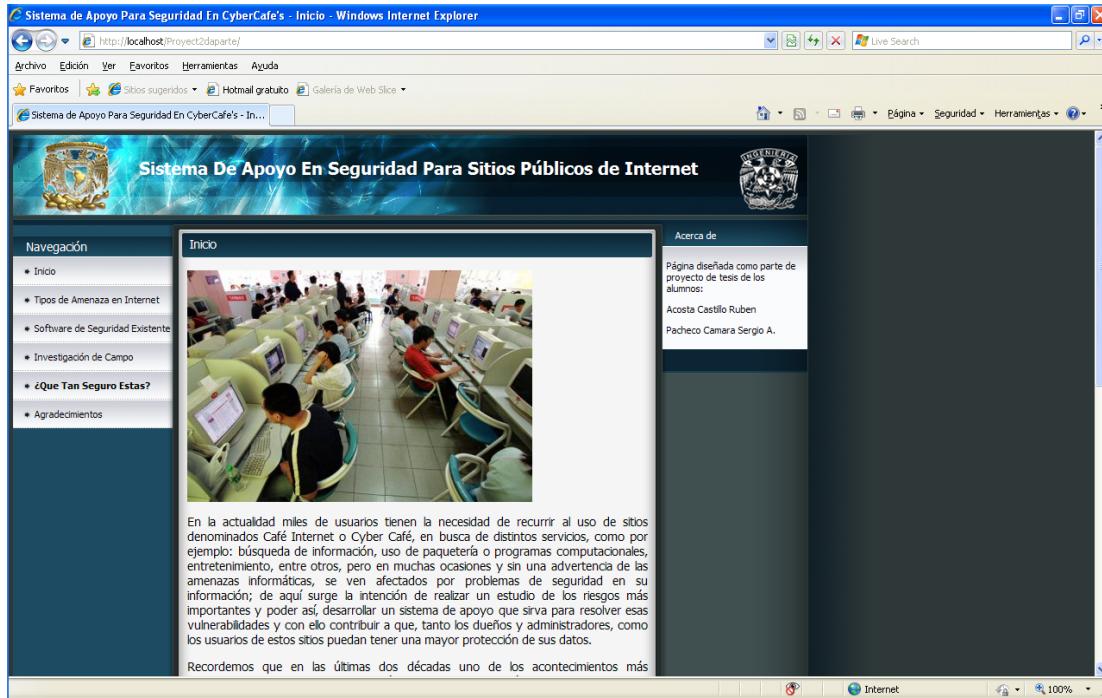 Sistema de Apoyo Para Seguridad En CyberCafe's - Inicio - Windows Internet Explorer
http://localhost/Proyect2daparte/
Live Search
Archivo Edición Ver Favoritos Herramientas Ayuda
Favoritos Sitios sugeridos Hotmail gratuito Galería de Web Slice
Sistema de Apoyo Para Seguridad En CyberCafe's - In...
Página Seguridad Herramientas
INGENIERIA
Sistema De Apoyo En Seguridad Para Sitios Públicos de Internet
Navegación
Inicio
Tipos de Amenaza en Internet
Software de Seguridad Existente
Investigación de Campo
¿Que Tan Seguro Estas?
Agradecimientos
Inicio
En la actualidad miles de usuarios tienen la necesidad de recurrir al uso de sitios
denominados Café Internet o Cyber Café, en busca de distintos servicios, como por
ejemplo: búsqueda de información, uso de paquetería o programas computacionales,
entretenimiento, entre otros, pero en muchas ocasiones y sin una advertencia de las
amenazas informáticas, se ven afectados por problemas de seguridad en su
información; de aquí surge la intención de realizar un estudio de los riesgos más
importantes y poder así, desarrollar un sistema de apoyo que sirva para resolver esas
vulnerabilidades y con ello contribuir a que, tanto los dueños y administradores, como
los usuarios de estos sitios puedan tener una mayor protección de sus datos.
Recordemos que en las últimas dos décadas uno de los acontecimientos más
Acerca de
Página diseñada como parte de
proyecto de tesis de los
alumnos:
Acosta Castillo Ruben
Pacheco Camara Sergio A.
Internet
100%